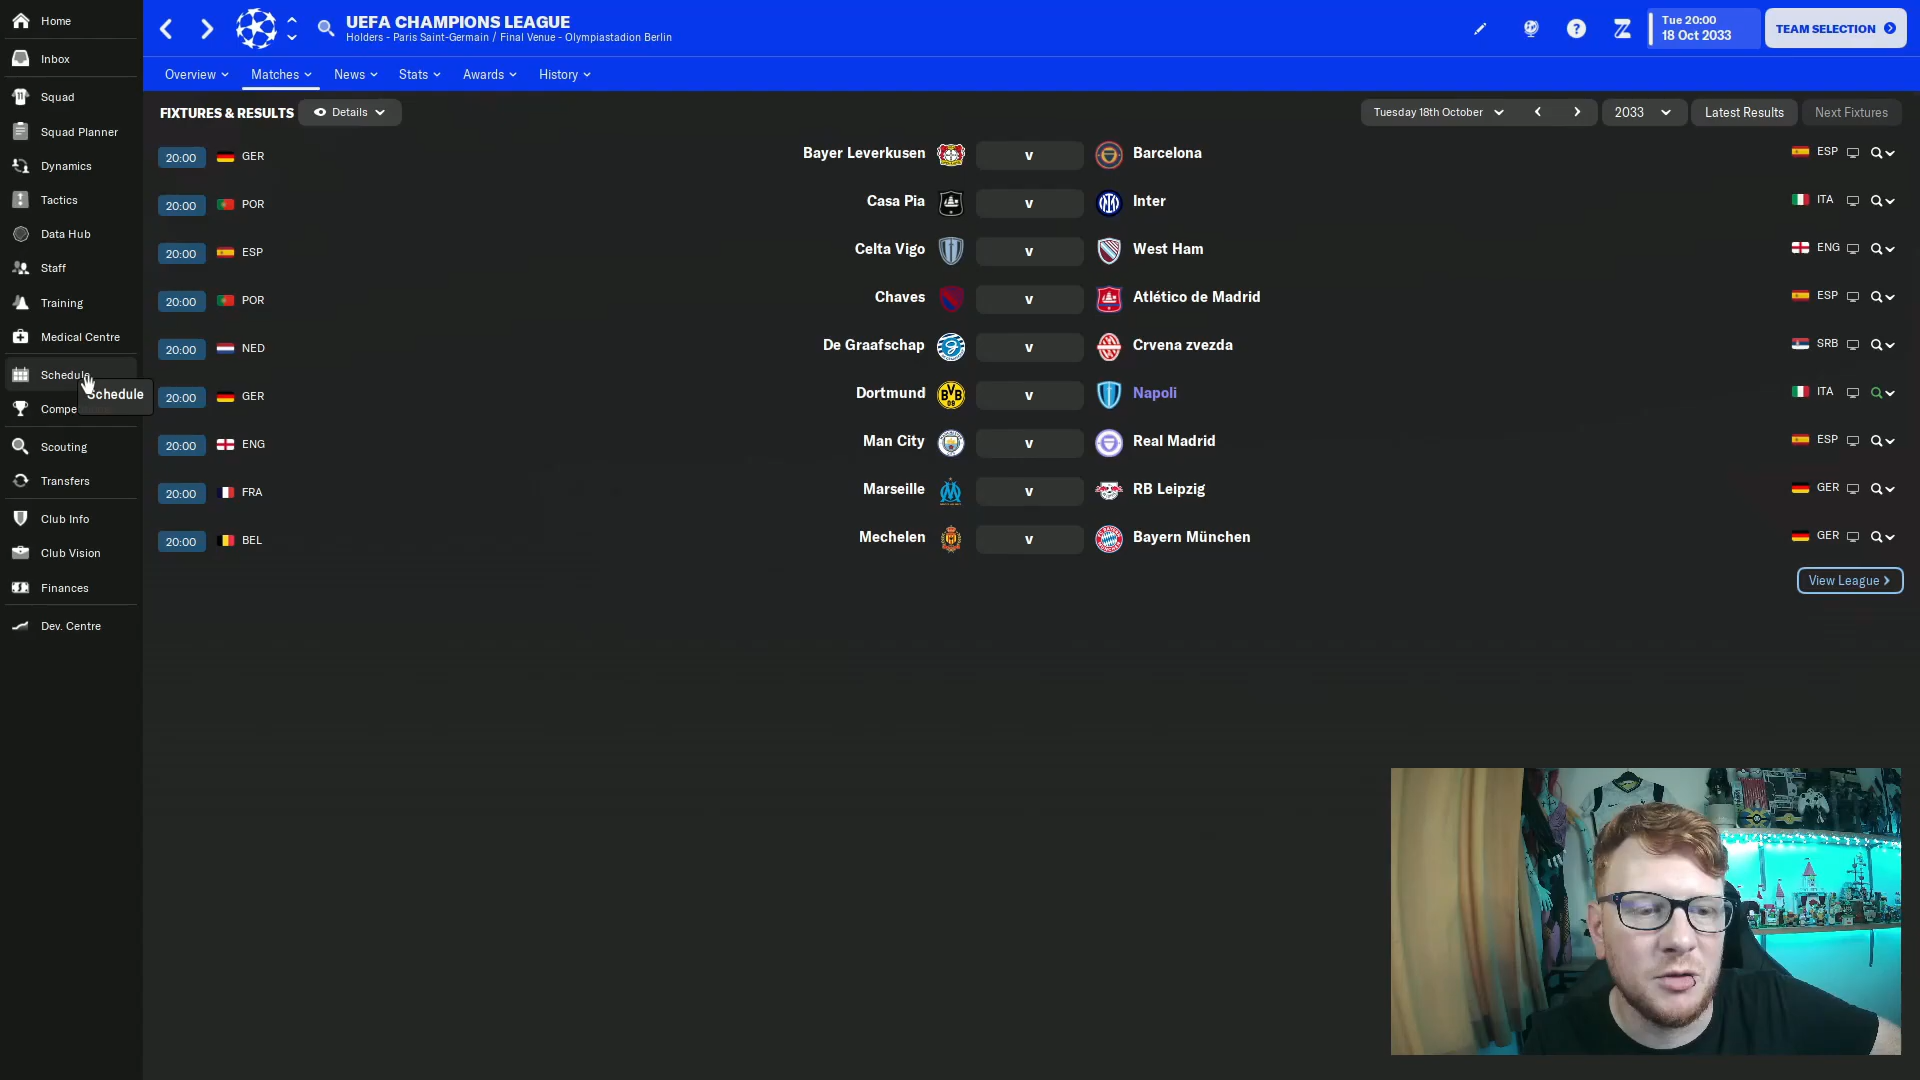 Home
Inbox
Squad
Squad Planner
Dynamics
Tactics
Data Hub
Staff
Training
Medical Centre
Schedule
Schedule
Compe
Scouting
Transfers
Club Info
Club Vision
Finances
Dev. Centre
UEFA CHAMPIONS LEAGUE
Holders - Paris Saint-Germain / Final Venue - Olympiastadion Berlin
Tue 20:00
18 Oct 2033
TEAM SELECTION
Overview Matches News Stats Awards History
FIXTURES & RESULTS Details Tuesday 18th October 2033 Latest Results Next Fixtures
20:00 GER Bayer Leverkusen v Barcelona ESP
20:00 POR Casa Pia v Inter ITA
20:00 ESP Celta Vigo v West Ham ENG
20:00 POR Chaves v Atlético de Madrid ESP
20:00 NED De Graafschap v Crvena zvezda SRB
20:00 GER Dortmund v Napoli ITA
20:00 ENG Man City v Real Madrid ESP
20:00 FRA Marseille v RB Leipzig GER
20:00 BEL Mechelen v Bayern München GER
View League